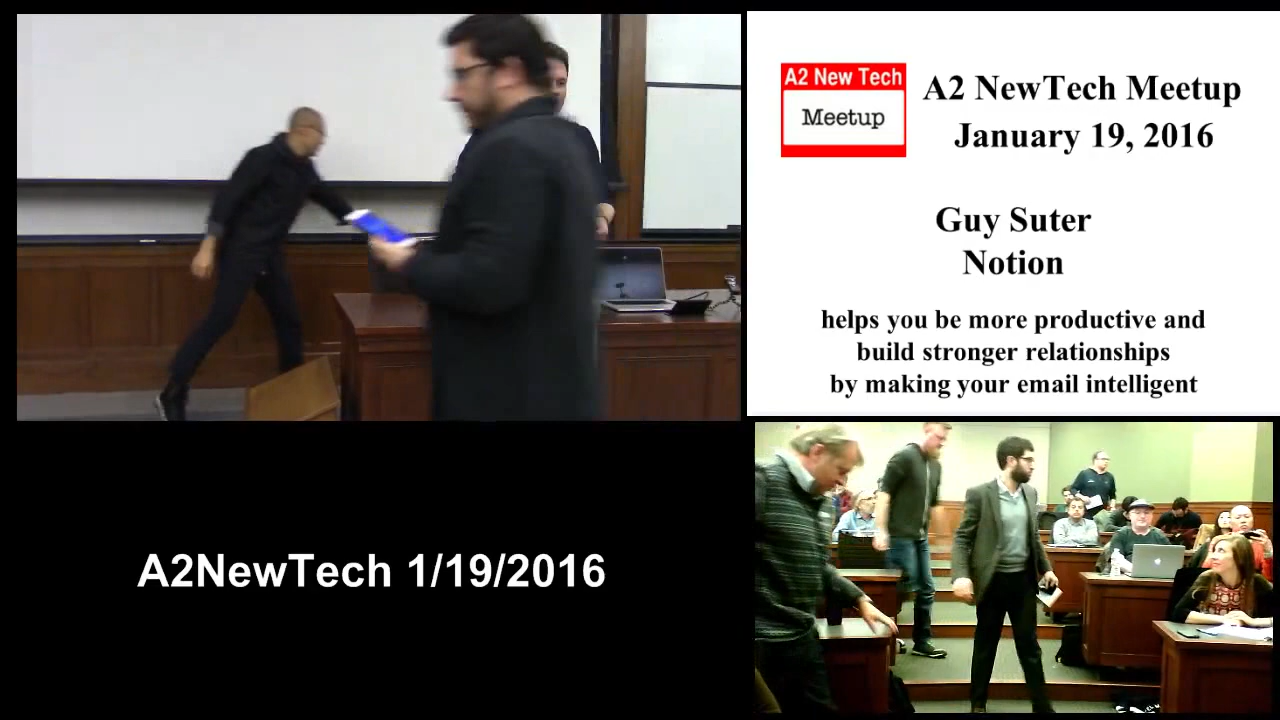 A2 New Tech
Meetup
A2 NewTech Meetup
January 19, 2016
Guy Suter
Notion
helps you be more productive and
build stronger relationships
by making your email intelligent
A2NewTech 1/19/2016